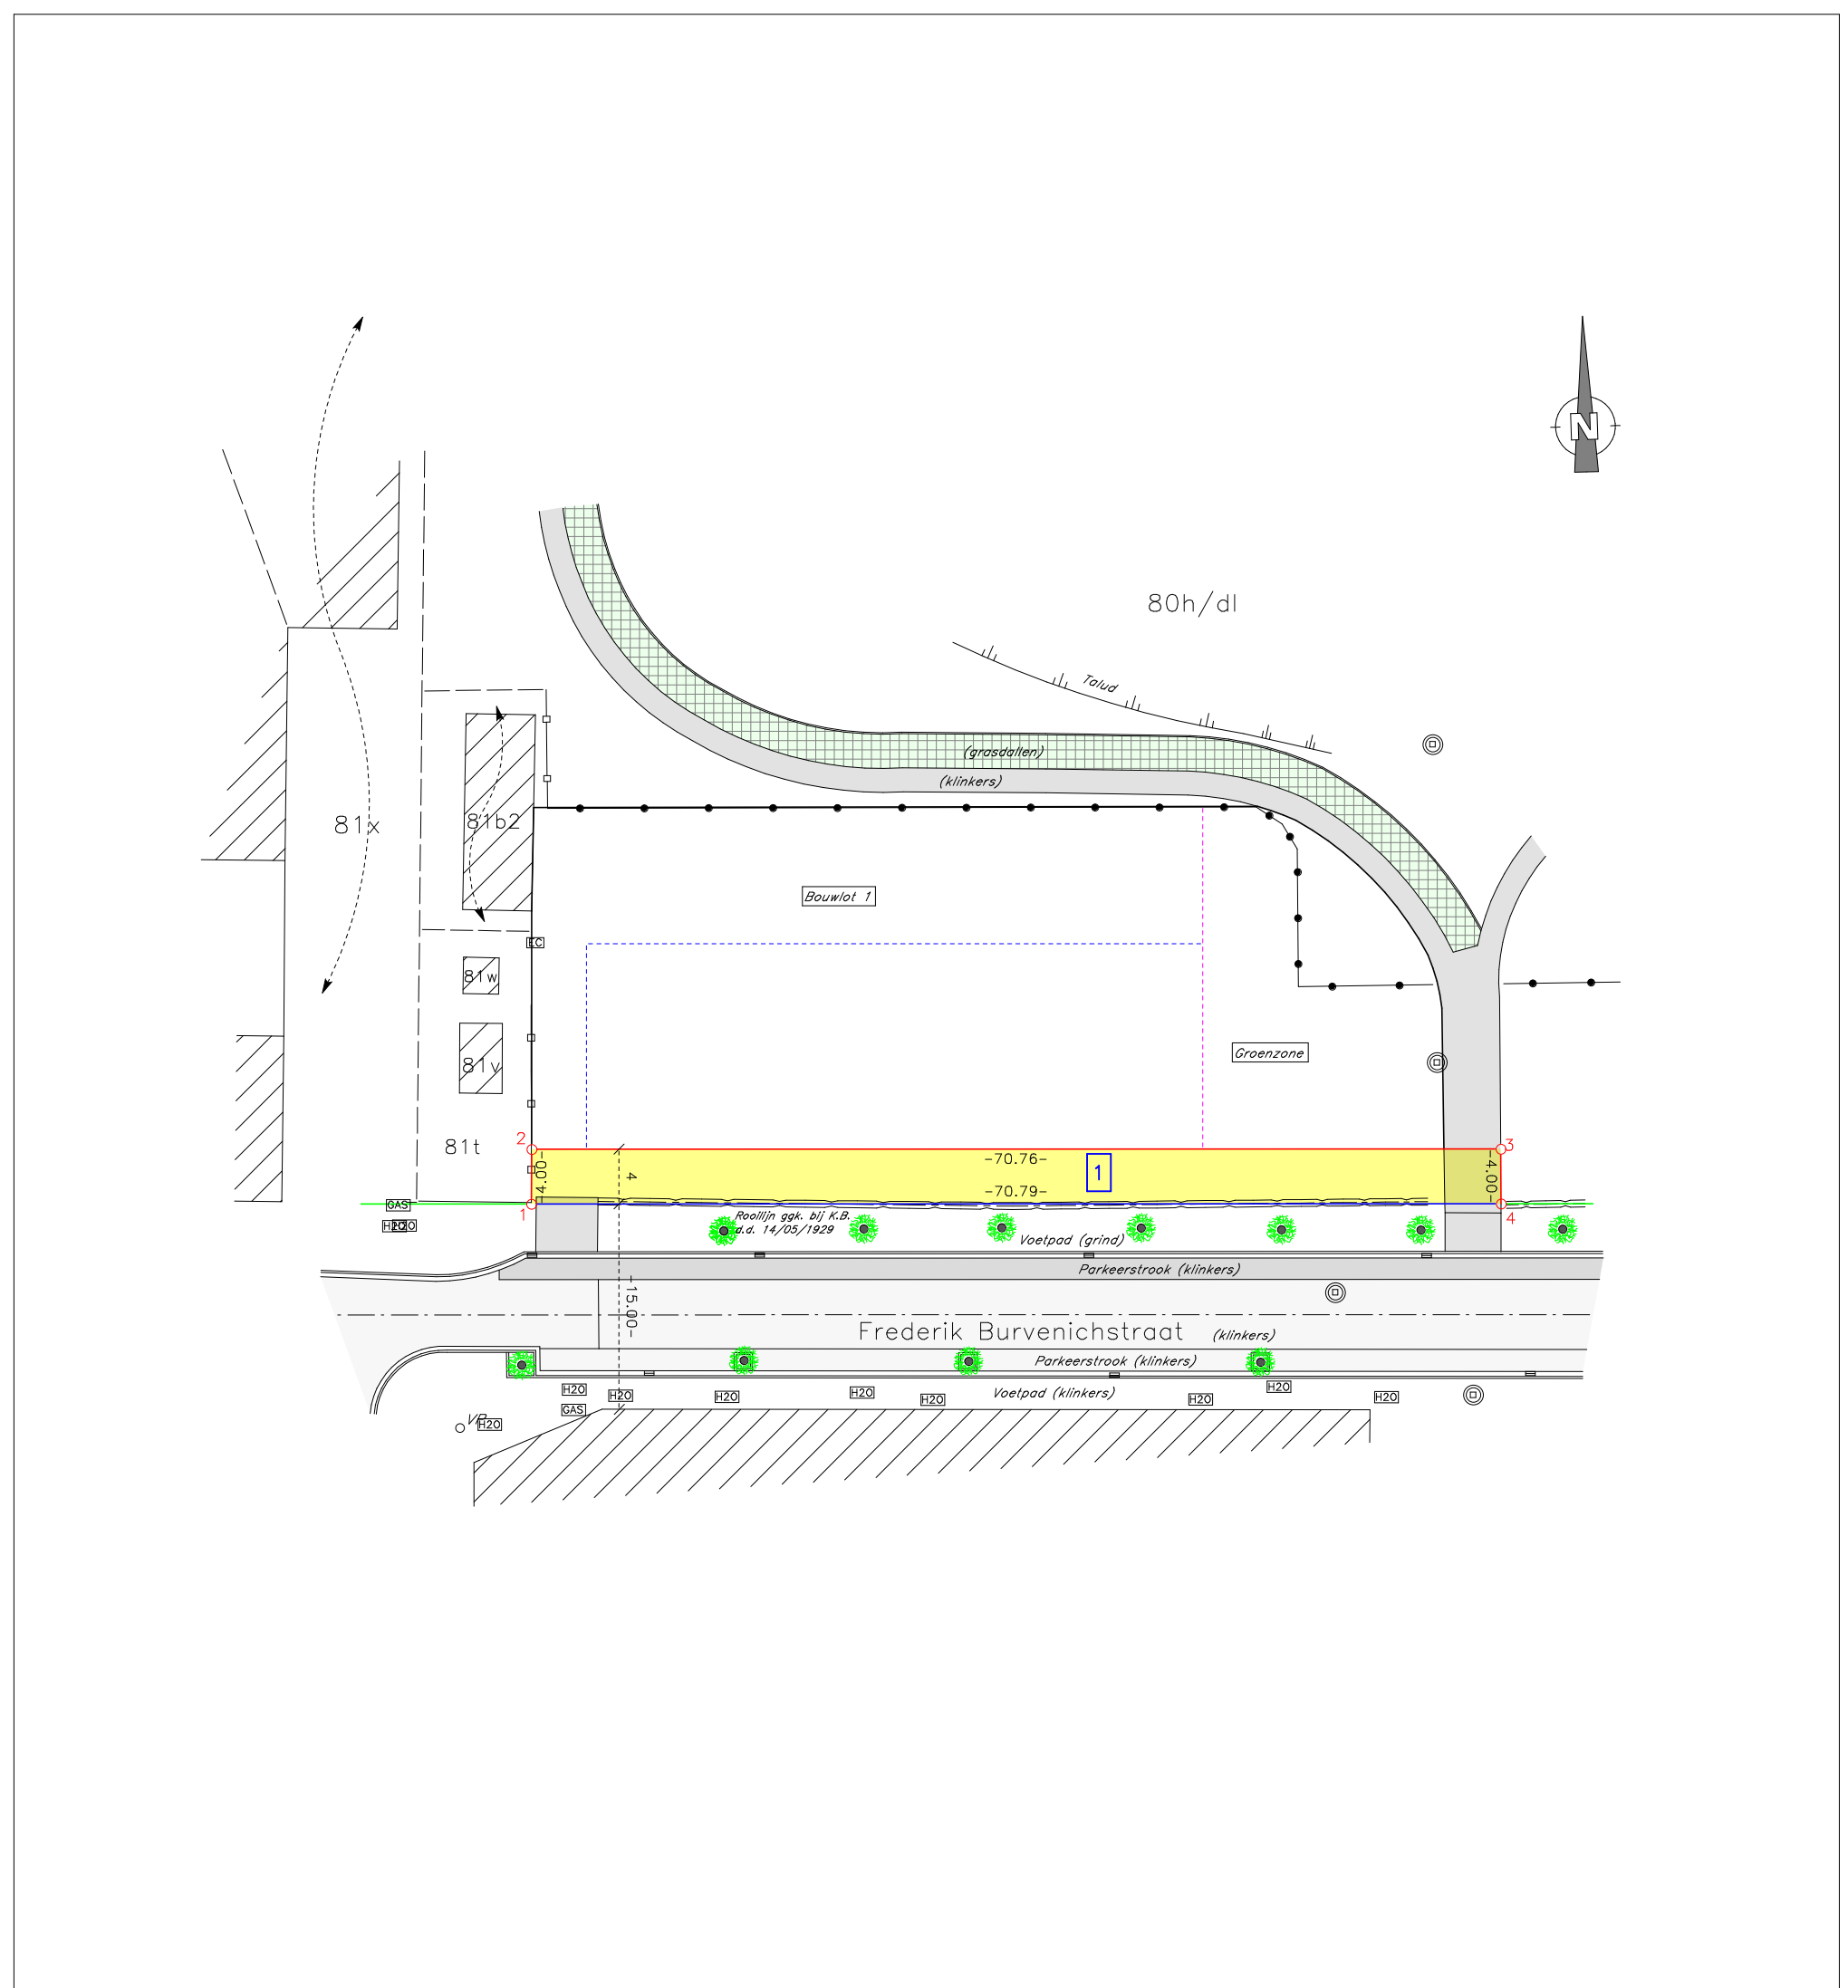 N
80h/dl
Talud
(grasdallen)
(klinkers)
81x
81b2
Bouwlot 1
EC
81w
Groenzone
81v
2
3
81t
-70.76-
1
4
-4.00-
-4.00-
-70.79-
GAS
1
4
H2O
H2O
Rooilijn ggk. bij K.B.
d.d. 14/05/1929
Voetpad (grind)
Parkeerstrook (klinkers)
-15.00-
Frederik Burvenichstraat (klinkers)
Parkeerstrook (klinkers)
H2O
H2O
H2O
H2O
H2O
Voetpad (klinkers)
H2O
H2O
H2O
GAS
VP
H2O